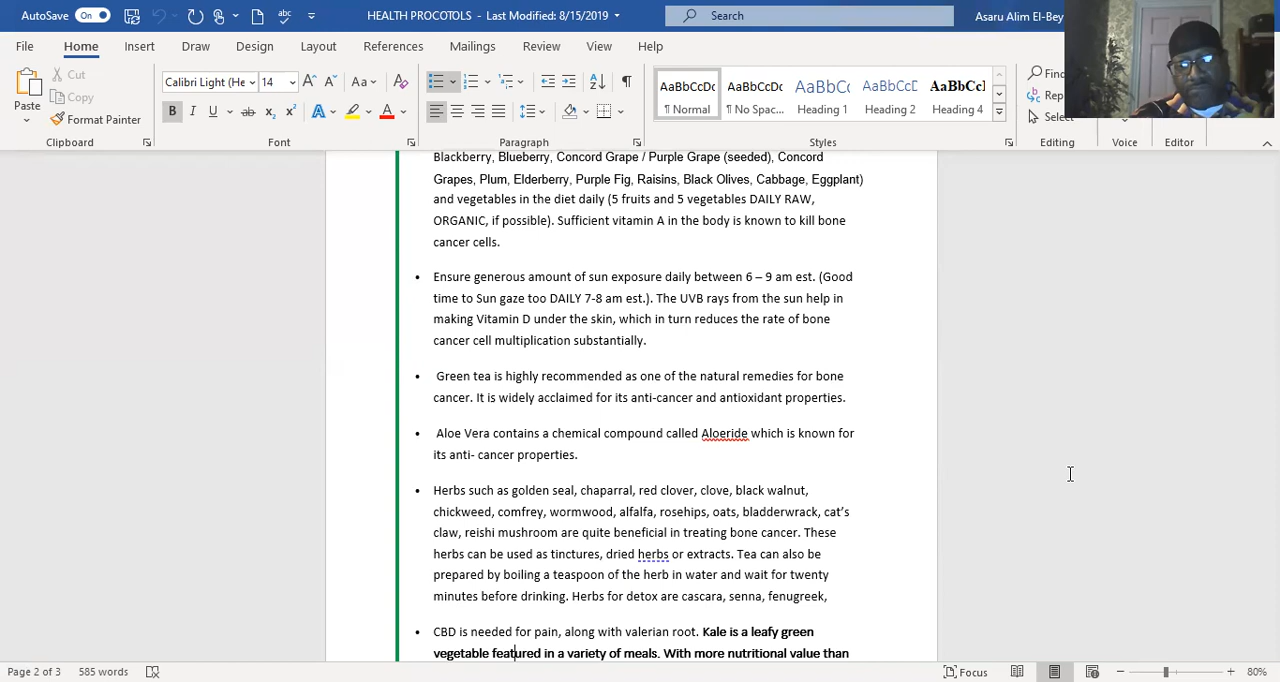 AutoSave On HEALTH PROCOTOLS - Last Modified: 8/15/2019 Search Asaru Alim El-Bey
File Home Insert Draw Design Layout References Mailings Review View Help
Paste Cut Copy Format Painter
Calibri Light (He 14
AaBbCcDc AaBbCcDc AaBbCc AaBbCcD AaBbCcI
¶ Normal ¶ No Spac... Heading 1 Heading 2 Heading 4
Select
Clipboard Font Paragraph Styles Editing Voice Editor
Blackberry, Blueberry, Concord Grape / Purple Grape (seeded), Concord
Grapes, Plum, Elderberry, Purple Fig, Raisins, Black Olives, Cabbage, Eggplant)
and vegetables in the diet daily (5 fruits and 5 vegetables DAILY RAW,
ORGANIC, if possible). Sufficient vitamin A in the body is known to kill bone
cancer cells.
• Ensure generous amount of sun exposure daily between 6 – 9 am est. (Good
time to Sun gaze too DAILY 7-8 am est.). The UVB rays from the sun help in
making Vitamin D under the skin, which in turn reduces the rate of bone
cancer cell multiplication substantially.
• Green tea is highly recommended as one of the natural remedies for bone
cancer. It is widely acclaimed for its anti-cancer and antioxidant properties.
• Aloe Vera contains a chemical compound called Aloeride which is known for
its anti- cancer properties.
• Herbs such as golden seal, chaparral, red clover, clove, black walnut,
chickweed, comfrey, wormwood, alfalfa, rosehips, oats, bladderwrack, cat’s
claw, reishi mushroom are quite beneficial in treating bone cancer. These
herbs can be used as tinctures, dried herbs or extracts. Tea can also be
prepared by boiling a teaspoon of the herb in water and wait for twenty
minutes before drinking. Herbs for detox are cascara, senna, fenugreek,
• CBD is needed for pain, along with valerian root. Kale is a leafy green
vegetable featured in a variety of meals. With more nutritional value than
Page 2 of 3 585 words Focus 80%